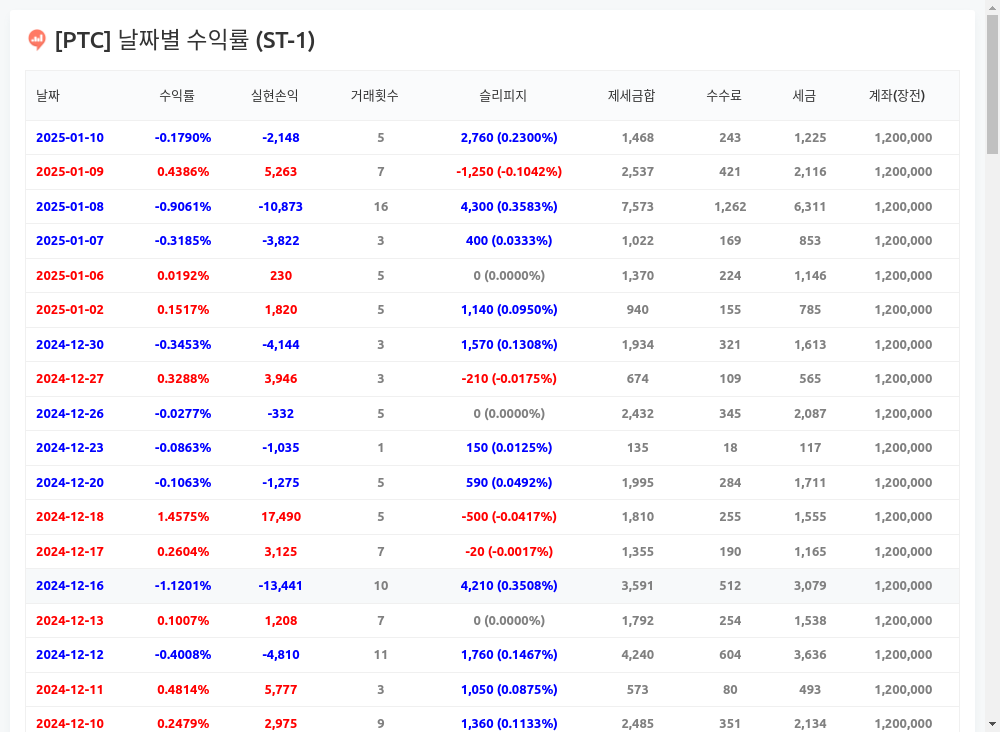 [PTC] 날짜별 수익률 (ST-1)
날짜 수익률 실현손익 거래횟수 슬리피지 제세금합 수수료 세금 계좌(장전)
2025-01-10 -0.1790% -2,148 5 2,760 (0.2300%) 1,468 243 1,225 1,200,000
2025-01-09 0.4386% 5,263 7 -1,250 (-0.1042%) 2,537 421 2,116 1,200,000
2025-01-08 -0.9061% -10,873 16 4,300 (0.3583%) 7,573 1,262 6,311 1,200,000
2025-01-07 -0.3185% -3,822 3 400 (0.0333%) 1,022 169 853 1,200,000
2025-01-06 0.0192% 230 5 0 (0.0000%) 1,370 224 1,146 1,200,000
2025-01-02 0.1517% 1,820 5 1,140 (0.0950%) 940 155 785 1,200,000
2024-12-30 -0.3453% -4,144 3 1,570 (0.1308%) 1,934 321 1,613 1,200,000
2024-12-27 0.3288% 3,946 3 -210 (-0.0175%) 674 109 565 1,200,000
2024-12-26 -0.0277% -332 5 0 (0.0000%) 2,432 345 2,087 1,200,000
2024-12-23 -0.0863% -1,035 1 150 (0.0125%) 135 18 117 1,200,000
2024-12-20 -0.1063% -1,275 5 590 (0.0492%) 1,995 284 1,711 1,200,000
2024-12-18 1.4575% 17,490 5 -500 (-0.0417%) 1,810 255 1,555 1,200,000
2024-12-17 0.2604% 3,125 7 -20 (-0.0017%) 1,355 190 1,165 1,200,000
2024-12-16 -1.1201% -13,441 10 4,210 (0.3508%) 3,591 512 3,079 1,200,000
2024-12-13 0.1007% 1,208 7 0 (0.0000%) 1,792 254 1,538 1,200,000
2024-12-12 -0.4008% -4,810 11 1,760 (0.1467%) 4,240 604 3,636 1,200,000
2024-12-11 0.4814% 5,777 3 1,050 (0.0875%) 573 80 493 1,200,000
2024-12-10 0.2479% 2,975 9 1,360 (0.1133%) 2,485 351 2,134 1,200,000